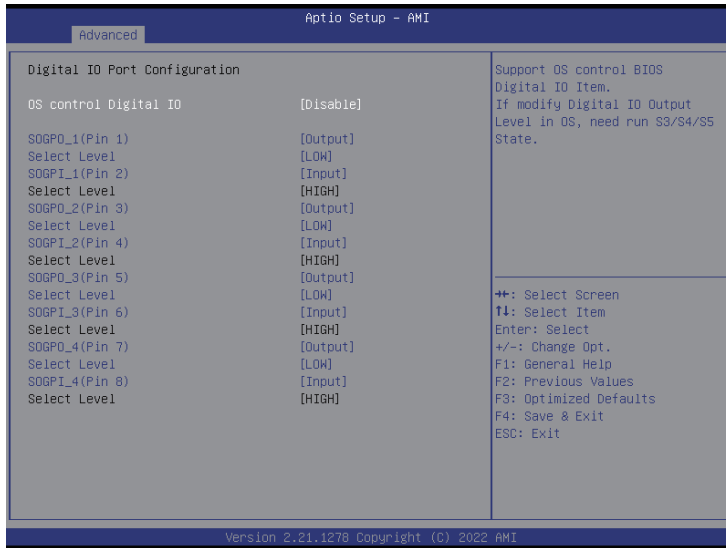 Aptio Setup – AMI
Advanced
Digital IO Port Configuration
OS control Digital IO [Disable]
SOGPO_1(Pin 1) [Output]
Select Level [LOW]
SOGPI_1(Pin 2) [Input]
Select Level [HIGH]
SOGPO_2(Pin 3) [Output]
Select Level [LOW]
SOGPI_2(Pin 4) [Input]
Select Level [HIGH]
SOGPO_3(Pin 5) [Output]
Select Level [LOW]
SOGPI_3(Pin 6) [Input]
Select Level [HIGH]
SOGPO_4(Pin 7) [Output]
Select Level [LOW]
SOGPI_4(Pin 8) [Input]
Select Level [HIGH]
Support OS control BIOS
Digital IO Item.
If modify Digital IO Output
Level in OS, need run S3/S4/S5
State.
→←: Select Screen
↑↓: Select Item
Enter: Select
+/-: Change Opt.
F1: General Help
F2: Previous Values
F3: Optimized Defaults
F4: Save & Exit
ESC: Exit
Version 2.21.1278 Copyright (C) 2022 AMI